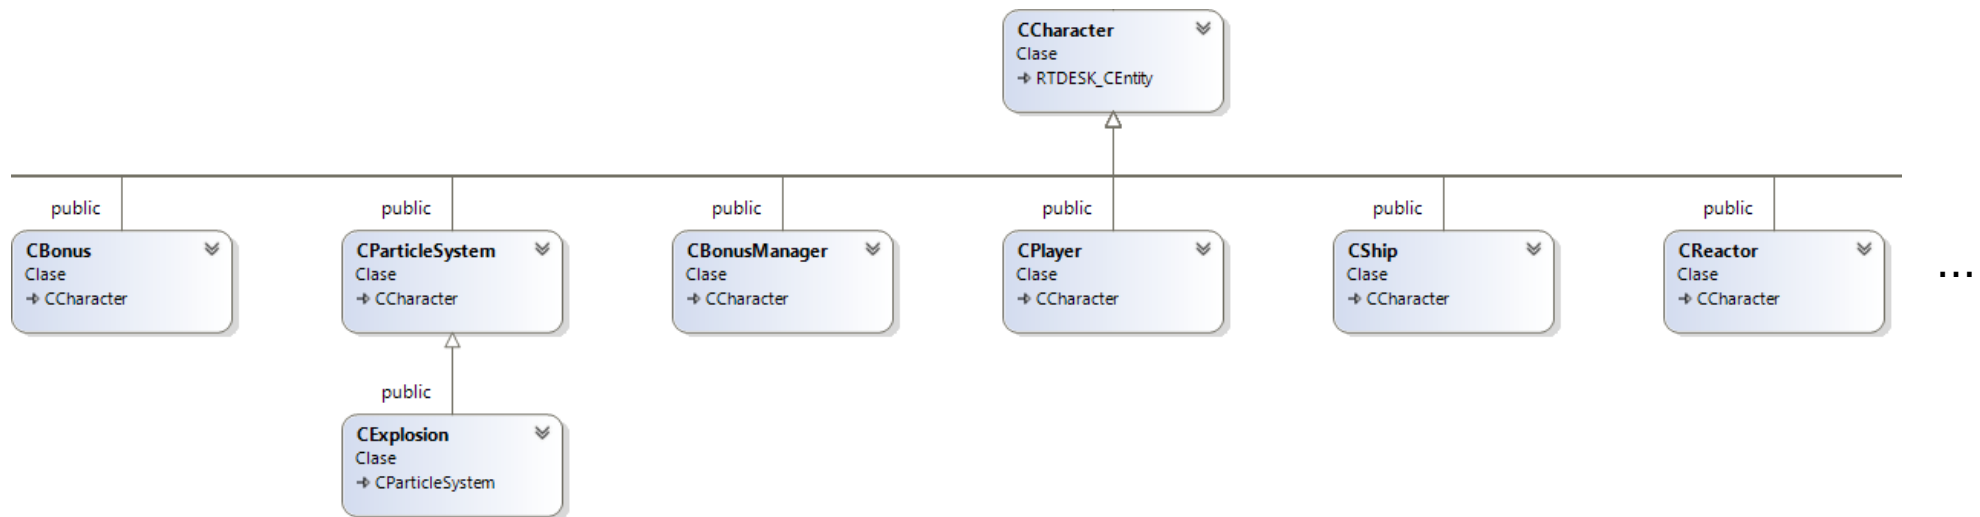 CCharacter
Clase
RTDESK_CEntity
public
public
public
public
public
public
CBonus
Clase
CCharacter
CParticleSystem
Clase
CCharacter
CBonusManager
Clase
CCharacter
CPlayer
Clase
CCharacter
CShip
Clase
CCharacter
CReactor
Clase
CCharacter
...
public
CExplosion
Clase
CParticleSystem